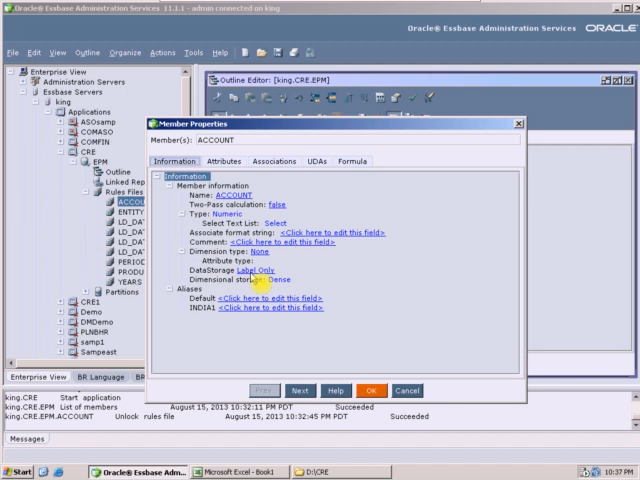 Oracle® Essbase Administration Services 11.1.1 - admin connected on king
Oracle® Essbase Administration Services ORACLE
File Edit View Outline Organize Actions Tools Help
Enterprise View
Administration Servers
Essbase Servers
king
Applications
ASOsamp
COMASO
COMFIN
CRE
EPM
Outline
Linked Rep
Rules Files
ACCOU
ENTITY
LD_DA
LD_DA
LD_DA
LD_DA
PERIOD
PRODU
YEARS
Partitions
CRE1
Demo
DMDemo
PLNBHR
samp1
Sampeast
Enterprise View BR Language BR
Outline Editor: [king.CRE.EPM]
Member Properties
Member(s): ACCOUNT
Information Attributes Associations UDAs Formula
Information
Member information
Name: ACCOUNT
Two-Pass calculation: false
Type: Numeric
Select Text List: Select
Associate format string: <Click here to edit this field>
Comment: <Click here to edit this field>
Dimension type: None
Attribute type:
DataStorage Label Only
Dimensional storage: Dense
Aliases
Default <Click here to edit this field>
INDIA1 <Click here to edit this field>
Prev Next Help OK Cancel
king.CRE Start application
king.CRE.EPM List of members August 15, 2013 10:32:11 PM PDT Succeeded
king.CRE.EPM.ACCOUNT Unlock rules file August 15, 2013 10:32:45 PM PDT Succeeded
Messages
Start Oracle® Essbase Adm... Microsoft Excel - Book1 D:\CRE 10:37 PM